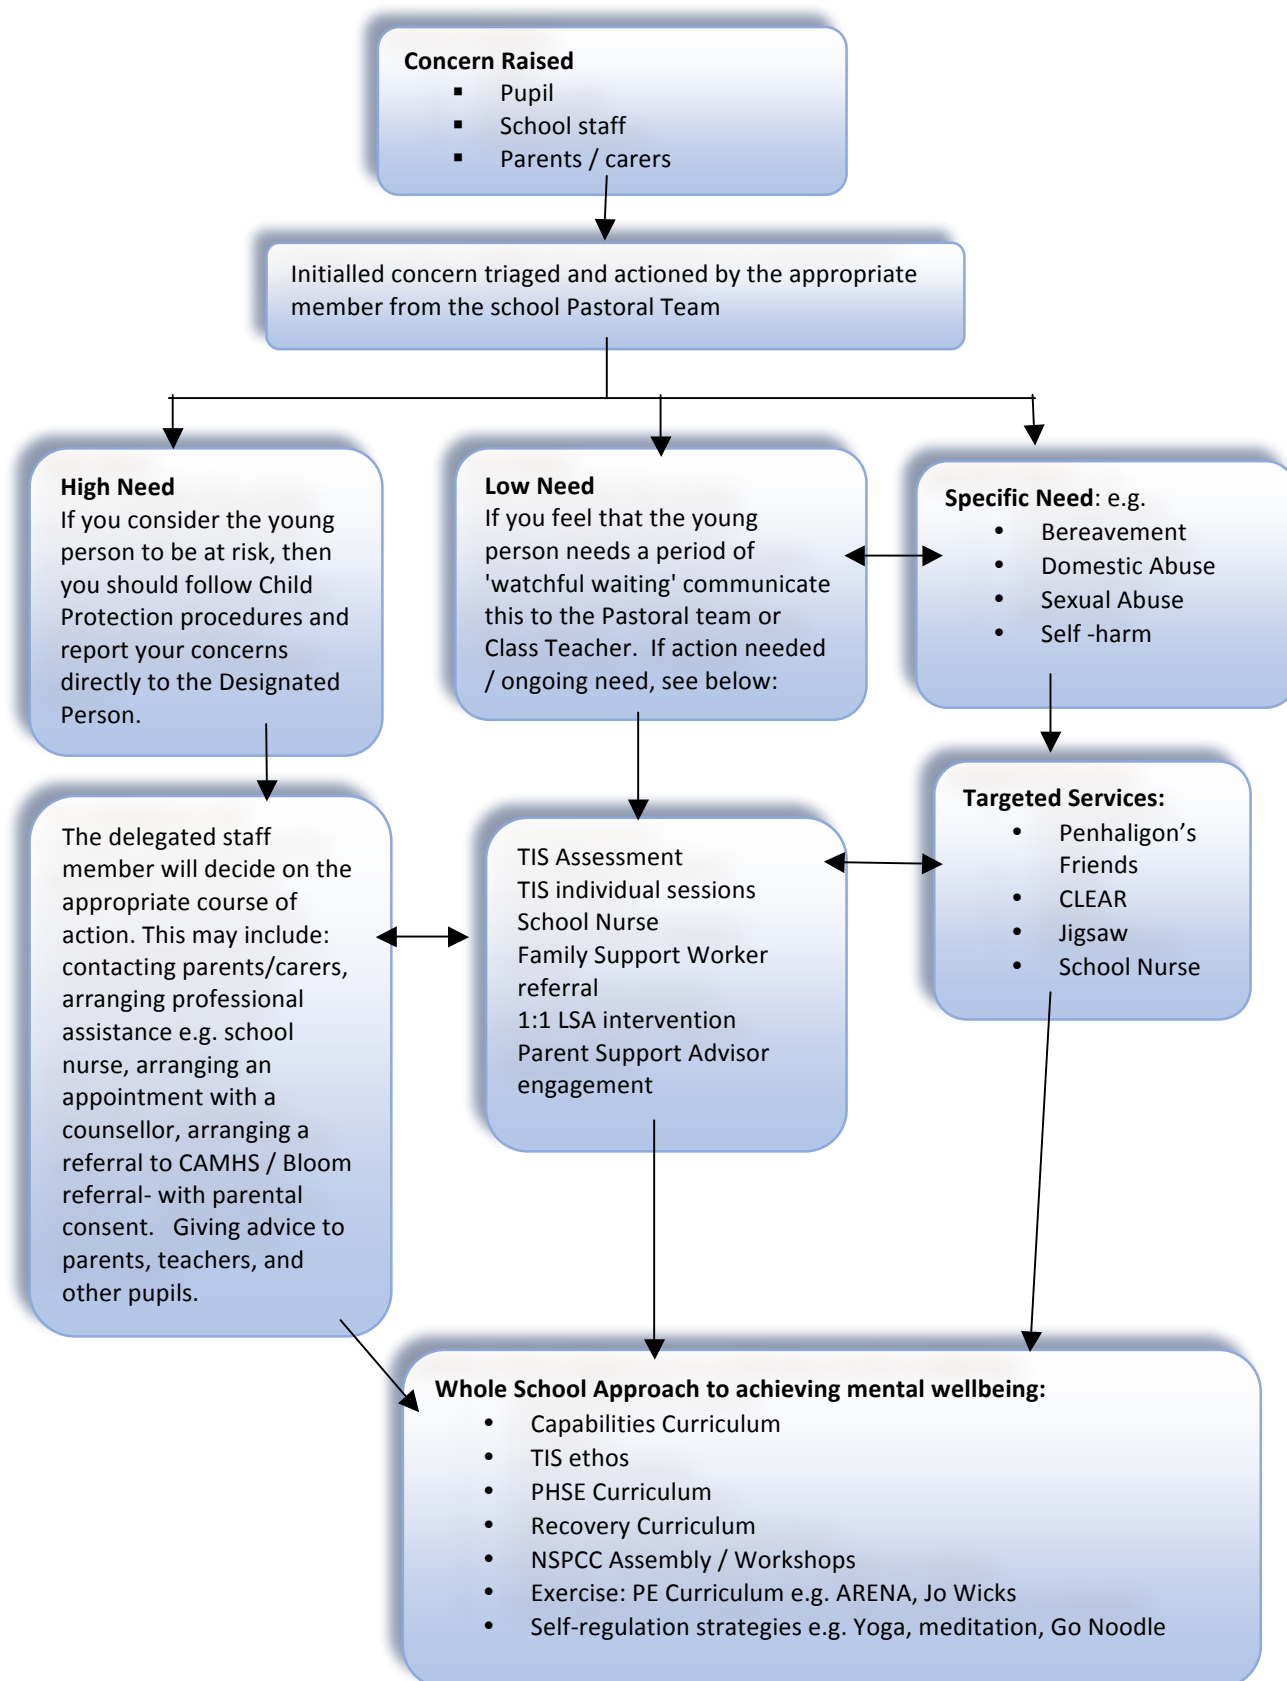 Concern Raised
▪ Pupil
▪ School staff
▪ Parents / carers
Initialled concern triaged and actioned by the appropriate
member from the school Pastoral Team
High Need
If you consider the young
person to be at risk, then
you should follow Child
Protection procedures and
report your concerns
directly to the Designated
Person.
Low Need
If you feel that the young
person needs a period of
'watchful waiting' communicate
this to the Pastoral team or
Class Teacher.  If action needed
/ ongoing need, see below:
Specific Need: e.g.
• Bereavement
• Domestic Abuse
• Sexual Abuse
• Self -harm
The delegated staff
member will decide on the
appropriate course of
action. This may include:
contacting parents/carers,
arranging professional
assistance e.g. school
nurse, arranging an
appointment with a
counsellor, arranging a
referral to CAMHS / Bloom
referral- with parental
consent.   Giving advice to
parents, teachers, and
other pupils.
TIS Assessment
TIS individual sessions
School Nurse
Family Support Worker
referral
1:1 LSA intervention
Parent Support Advisor
engagement
Targeted Services:
• Penhaligon's
Friends
• CLEAR
• Jigsaw
• School Nurse
Whole School Approach to achieving mental wellbeing:
• Capabilities Curriculum
• TIS ethos
• PHSE Curriculum
• Recovery Curriculum
• NSPCC Assembly / Workshops
• Exercise: PE Curriculum e.g. ARENA, Jo Wicks
• Self-regulation strategies e.g. Yoga, meditation, Go Noodle